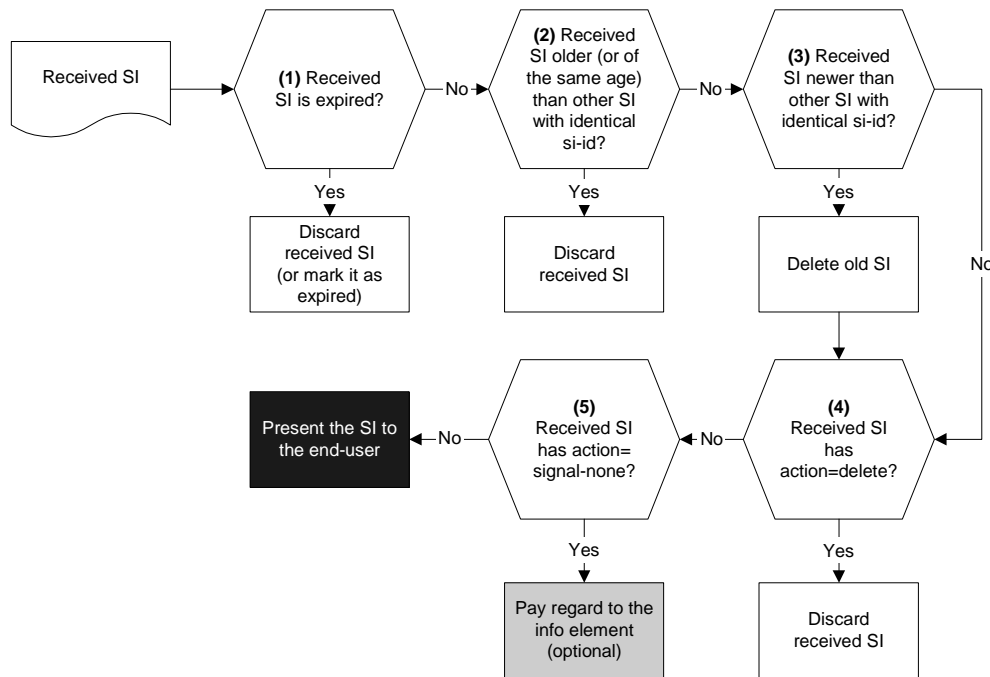 Received SI
(1) Received
SI is expired?
No
(2) Received
SI older (or of
the same age)
than other SI
with identical
si-id?
No
(3) Received
SI newer than
other SI with
identical si-id?
Yes
Yes
Yes
Discard
received SI
(or mark it as
expired)
Discard
received SI
Delete old SI
No
Present the SI to
the end-user
No
(5)
Received SI
has action=
signal-none?
No
(4)
Received SI
has
action=delete?
Yes
Yes
Pay regard to the
info element
(optional)
Discard
received SI